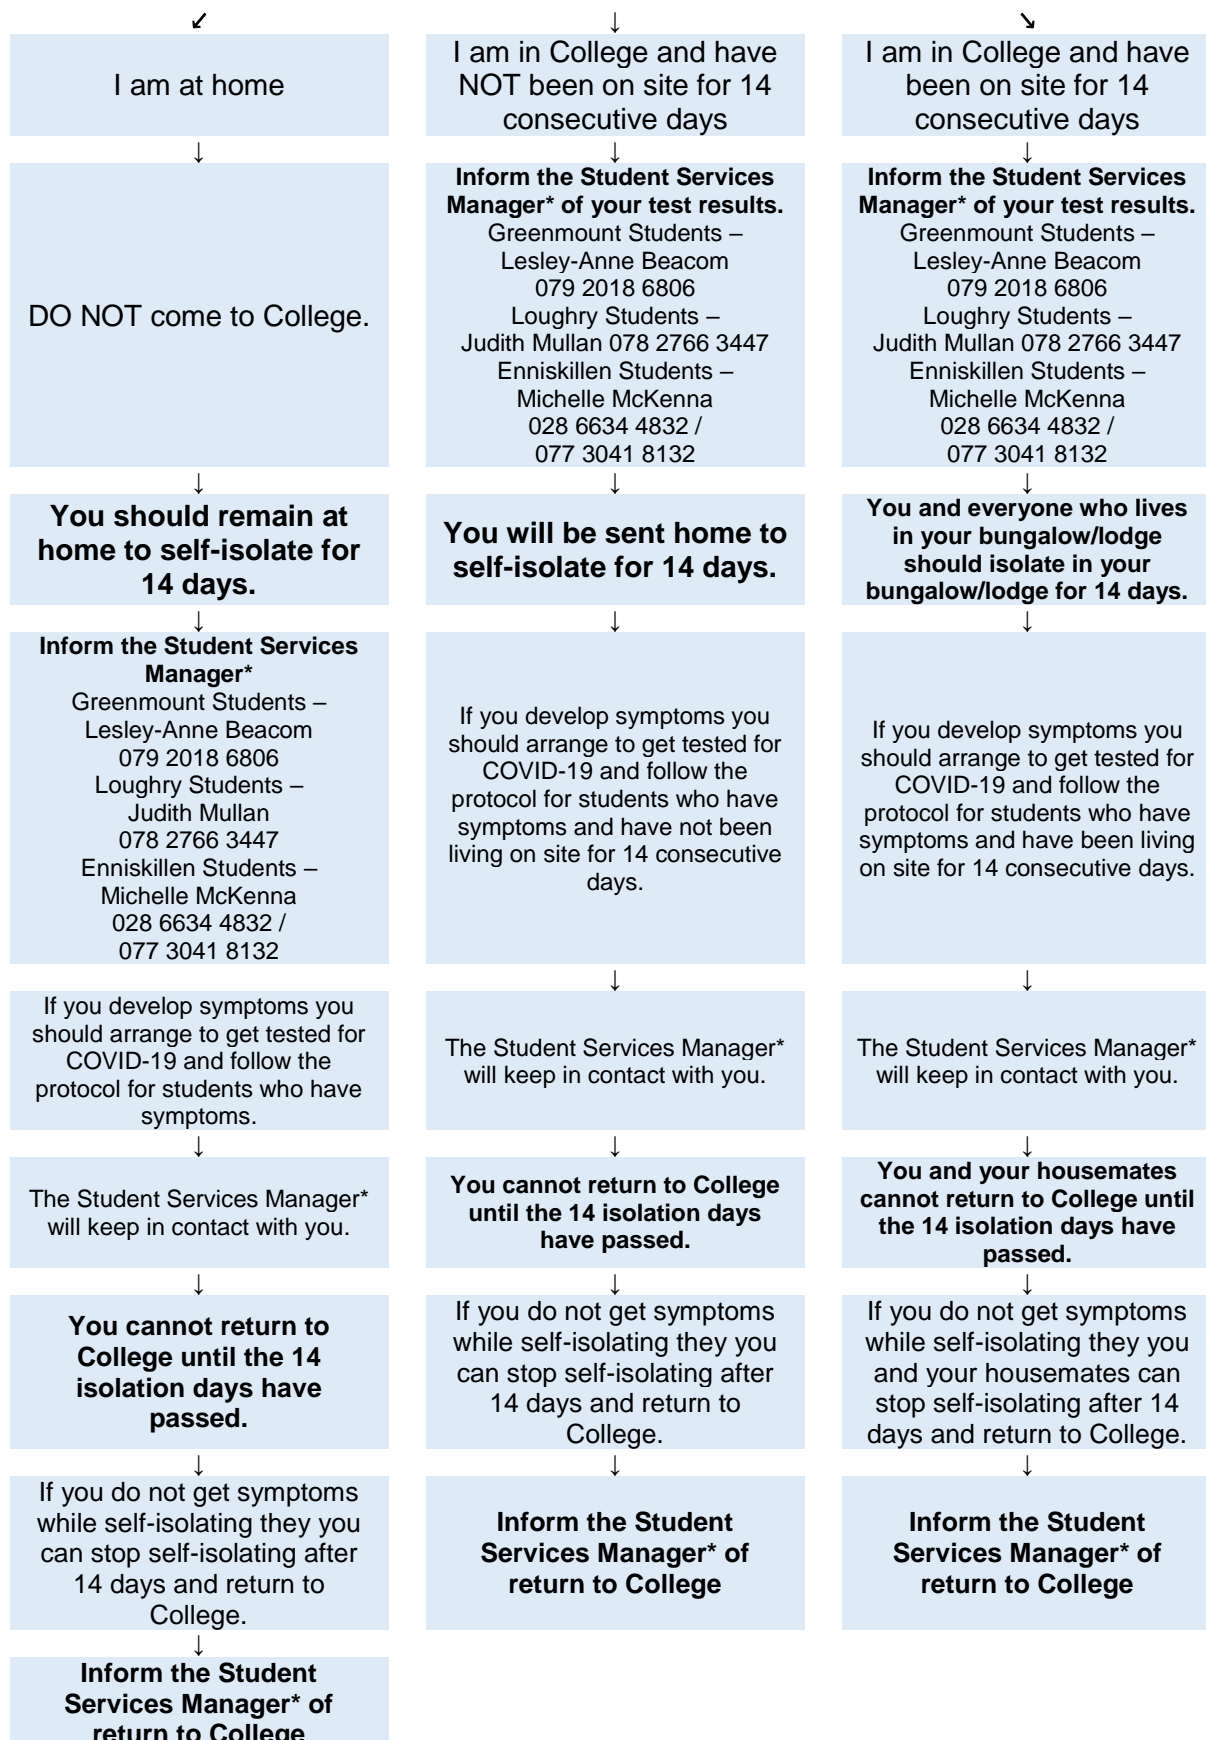 ↙
I am at home
↓
DO NOT come to College.
↓
You should remain at
home to self-isolate for
14 days.
↓
Inform the Student Services
Manager*
Greenmount Students –
Lesley-Anne Beacom
079 2018 6806
Loughry Students –
Judith Mullan
078 2766 3447
Enniskillen Students –
Michelle McKenna
028 6634 4832 /
077 3041 8132
If you develop symptoms you
should arrange to get tested for
COVID-19 and follow the
protocol for students who have
symptoms.
↓
The Student Services Manager*
will keep in contact with you.
↓
You cannot return to
College until the 14
isolation days have
passed.
↓
If you do not get symptoms
while self-isolating they you
can stop self-isolating after
14 days and return to
College.
↓
Inform the Student
Services Manager* of
return to College
↓
I am in College and have
NOT been on site for 14
consecutive days
↓
Inform the Student Services
Manager* of your test results.
Greenmount Students –
Lesley-Anne Beacom
079 2018 6806
Loughry Students –
Judith Mullan 078 2766 3447
Enniskillen Students –
Michelle McKenna
028 6634 4832 /
077 3041 8132
↓
You will be sent home to
self-isolate for 14 days.
↓
If you develop symptoms you
should arrange to get tested for
COVID-19 and follow the
protocol for students who have
symptoms and have not been
living on site for 14 consecutive
days.
↓
The Student Services Manager*
will keep in contact with you.
↓
You cannot return to College
until the 14 isolation days
have passed.
↓
If you do not get symptoms
while self-isolating they you
can stop self-isolating after
14 days and return to
College.
↓
Inform the Student
Services Manager* of
return to College
↘
I am in College and have
been on site for 14
consecutive days
↓
Inform the Student Services
Manager* of your test results.
Greenmount Students –
Lesley-Anne Beacom
079 2018 6806
Loughry Students –
Judith Mullan 078 2766 3447
Enniskillen Students –
Michelle McKenna
028 6634 4832 /
077 3041 8132
↓
You and everyone who lives
in your bungalow/lodge
should isolate in your
bungalow/lodge for 14 days.
↓
If you develop symptoms you
should arrange to get tested for
COVID-19 and follow the
protocol for students who have
symptoms and have been living
on site for 14 consecutive days.
↓
The Student Services Manager*
will keep in contact with you.
↓
You and your housemates
cannot return to College until
the 14 isolation days have
passed.
↓
If you do not get symptoms
while self-isolating they you
and your housemates can
stop self-isolating after 14
days and return to College.
↓
Inform the Student
Services Manager* of
return to College